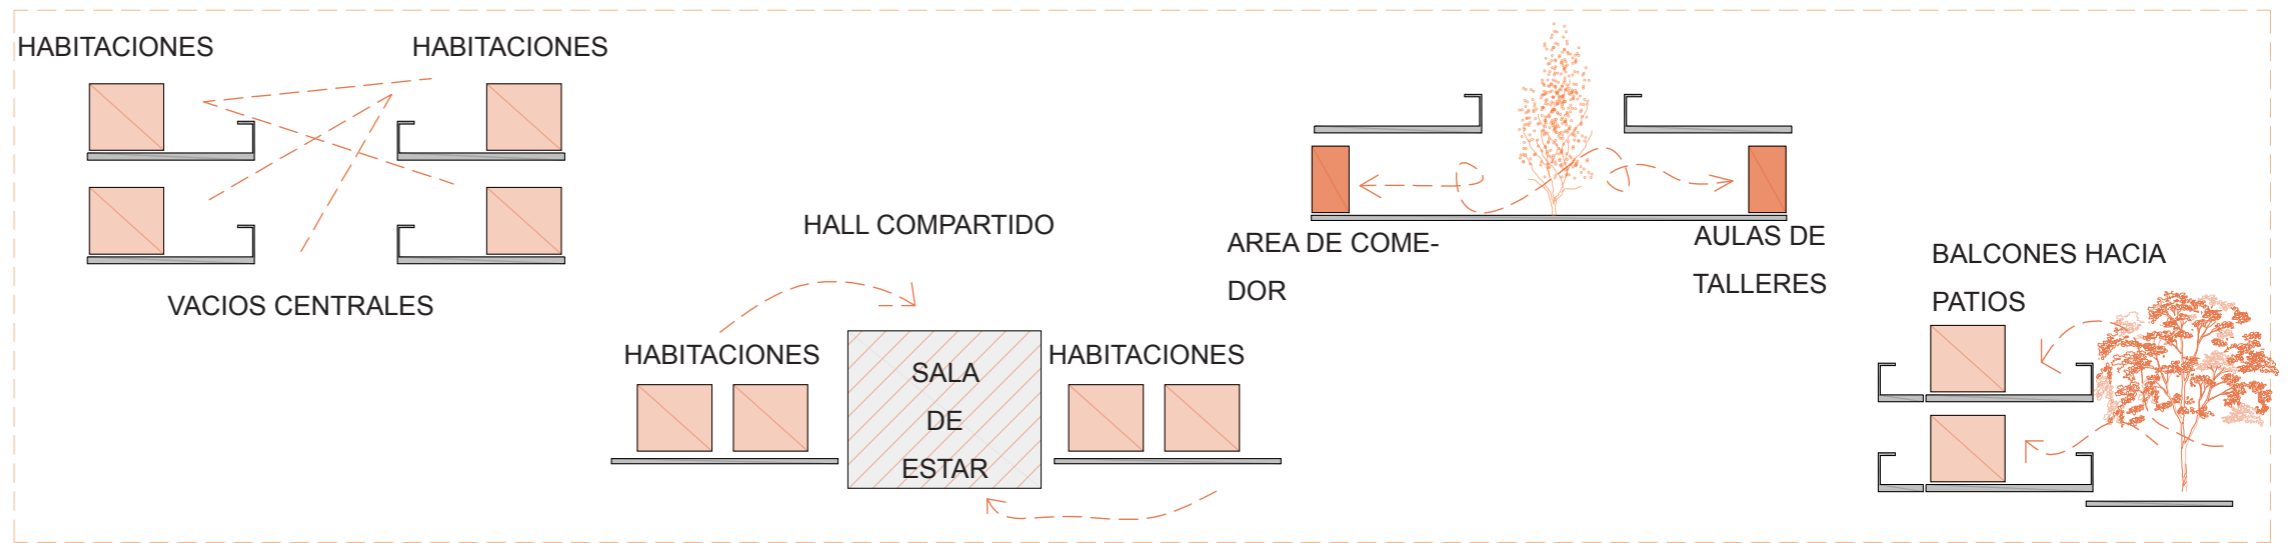 HABITACIONES
HABITACIONES
VACIOS CENTRALES
HALL COMPARTIDO
HABITACIONES
SALA
DE
ESTAR
HABITACIONES
AREA DE COME-
DOR
AULAS DE
TALLERES
BALCONES HACIA
PATIOS